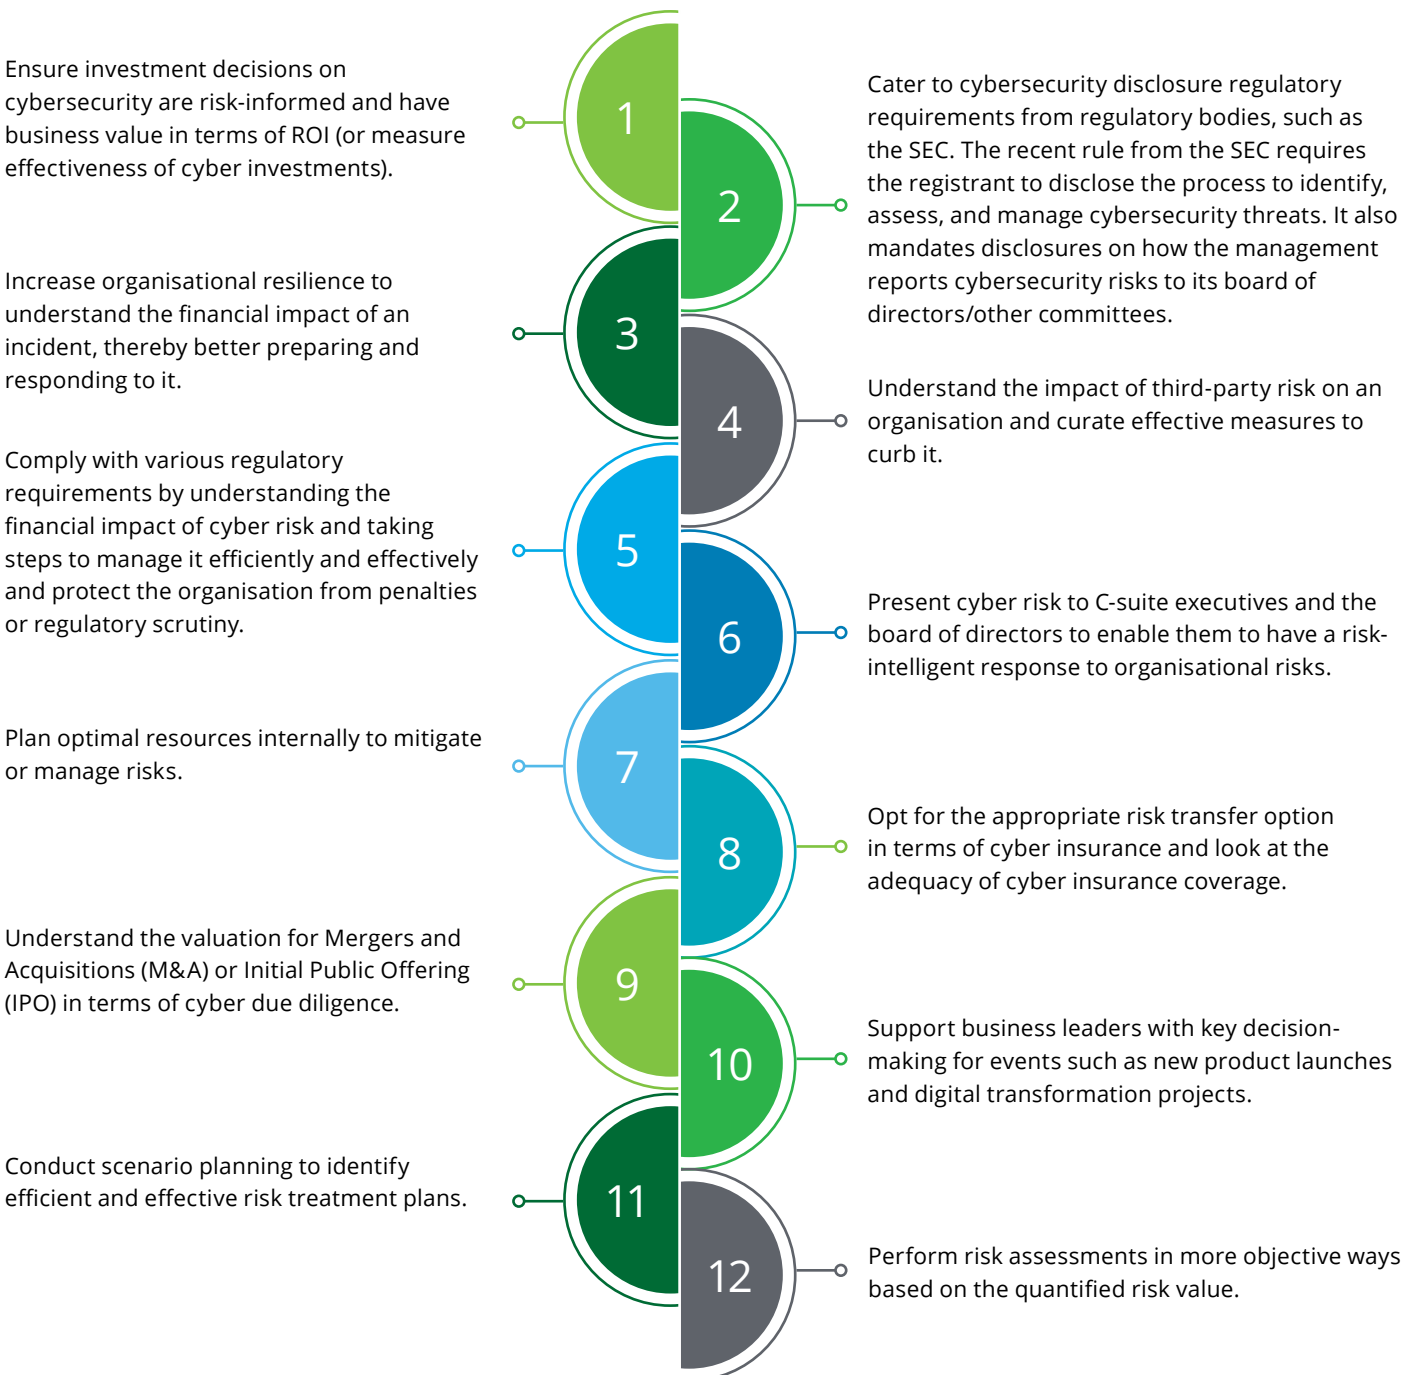 1
Ensure investment decisions on
cybersecurity are risk-informed and have
business value in terms of ROI (or measure
effectiveness of cyber investments).
2
Cater to cybersecurity disclosure regulatory
requirements from regulatory bodies, such as
the SEC. The recent rule from the SEC requires
the registrant to disclose the process to identify,
assess, and manage cybersecurity threats. It also
mandates disclosures on how the management
reports cybersecurity risks to its board of
directors/other committees.
3
Increase organisational resilience to
understand the financial impact of an
incident, thereby better preparing and
responding to it.
4
Understand the impact of third-party risk on an
organisation and curate effective measures to
curb it.
5
Comply with various regulatory
requirements by understanding the
financial impact of cyber risk and taking
steps to manage it efficiently and effectively
and protect the organisation from penalties
or regulatory scrutiny.
6
Present cyber risk to C-suite executives and the
board of directors to enable them to have a risk-
intelligent response to organisational risks.
7
Plan optimal resources internally to mitigate
or manage risks.
8
Opt for the appropriate risk transfer option
in terms of cyber insurance and look at the
adequacy of cyber insurance coverage.
9
Understand the valuation for Mergers and
Acquisitions (M&A) or Initial Public Offering
(IPO) in terms of cyber due diligence.
10
Support business leaders with key decision-
making for events such as new product launches
and digital transformation projects.
11
Conduct scenario planning to identify
efficient and effective risk treatment plans.
12
Perform risk assessments in more objective ways
based on the quantified risk value.